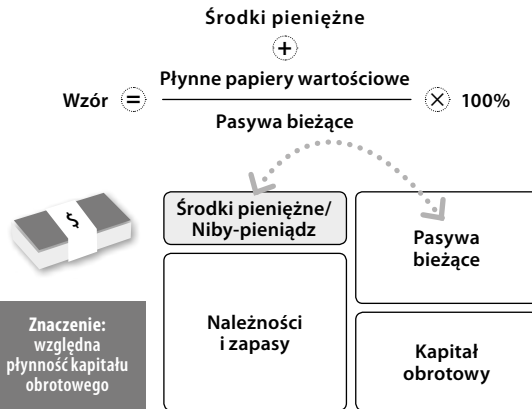 Środki pieniężne
+
Płynne papiery wartościowe
Wzór = × 100%
Pasywa bieżące
Środki pieniężne/
Niby-pieniądz
Pasywa
bieżące
$
Należności
i zapasy
Kapitał
obrotowy
Znaczenie:
względna
płynność kapitału
obrotowego